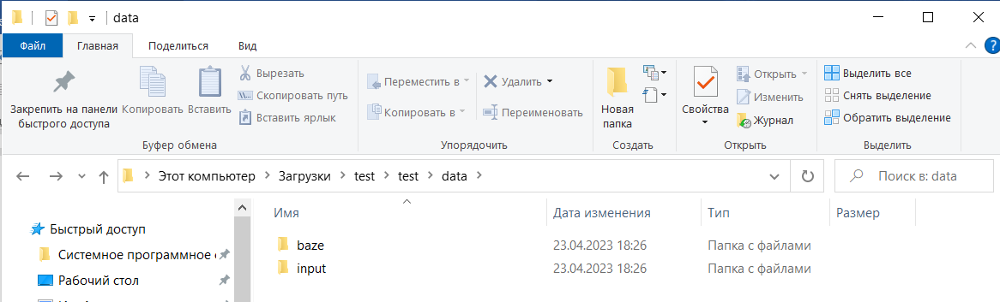 data
Файл Главная Поделиться Вид
Закрепить на панели быстрого доступа
Копировать
Вставить
Вырезать
Скопировать путь
Вставить ярлык
Буфер обмена
Переместить в
Копировать в
Удалить
Переименовать
Упорядочить
Новая папка
Создать
Свойства
Открыть
Изменить
Журнал
Открыть
Выделить все
Снять выделение
Обратить выделение
Выделить
Этот компьютер > Загрузки > test > test > data >
Поиск в: data
Быстрый доступ
Системное программное
Рабочий стол
Имя Дата изменения Тип Размер
baze 23.04.2023 18:26 Папка с файлами
input 23.04.2023 18:26 Папка с файлами